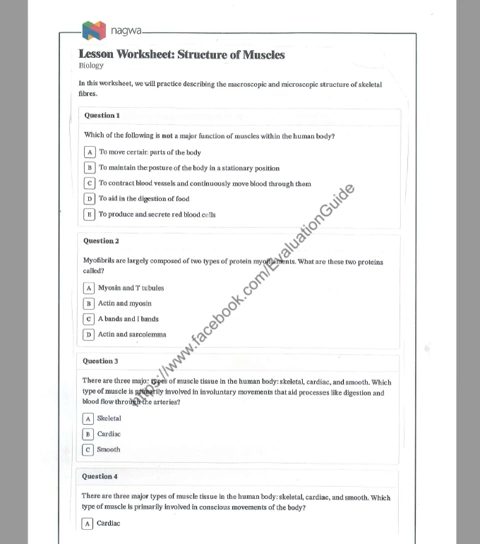 nagwa
Lesson Worksheet: Structure of Muscles
Biology
In this worksheet, we will practice describing the macroscopic and microscopic structure of skeletal
fibres.
Question 1
Which of the following is not a major function of muscles within the human body?
A To move certain parts of the body
B To maintain the posture of the body in a stationary position
C To contract blood vessels and continuously move blood through them
D To aid in the digestion of food
E To produce and secrete red blood cells
Question 2
Myofibrils are largely composed of two types of protein myofilaments. What are these two proteins
called?
A Myosin and T tubules
B Actin and myosin
C A bands and I bands
D Actin and sarcolemma
Question 3
There are three major types of muscle tissue in the human body: skeletal, cardiac, and smooth. Which
type of muscle is primarily involved in involuntary movements that aid processes like digestion and
blood flow through the arteries?
A Skeletal
B Cardiac
C Smooth
Question 4
There are three major types of muscle tissue in the human body: skeletal, cardiac, and smooth. Which
type of muscle is primarily involved in conscious movements of the body?
A Cardiac
https://www.facebook.com/EvaluationGuide